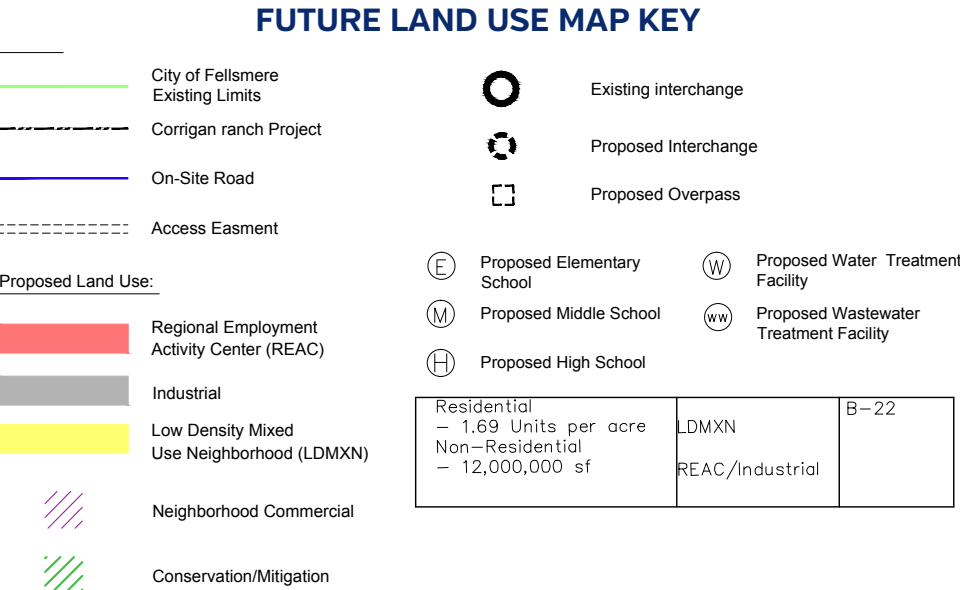 FUTURE LAND USE MAP KEY
City of Fellsmere
Existing Limits
Corrigan ranch Project
On-Site Road
Access Easment
Proposed Land Use:
Regional Employment
Activity Center (REAC)
Industrial
Low Density Mixed
Use Neighborhood (LDMXN)
Neighborhood Commercial
Conservation/Mitigation
Existing interchange
Proposed Interchange
Proposed Overpass
E Proposed Elementary
School
M Proposed Middle School
H Proposed High School
W Proposed Water Treatment
Facility
WW Proposed Wastewater
Treatment Facility
Residential
- 1.69 Units per acre
Non-Residential
- 12,000,000 sf
LDMXN
REAC/Industrial
B-22